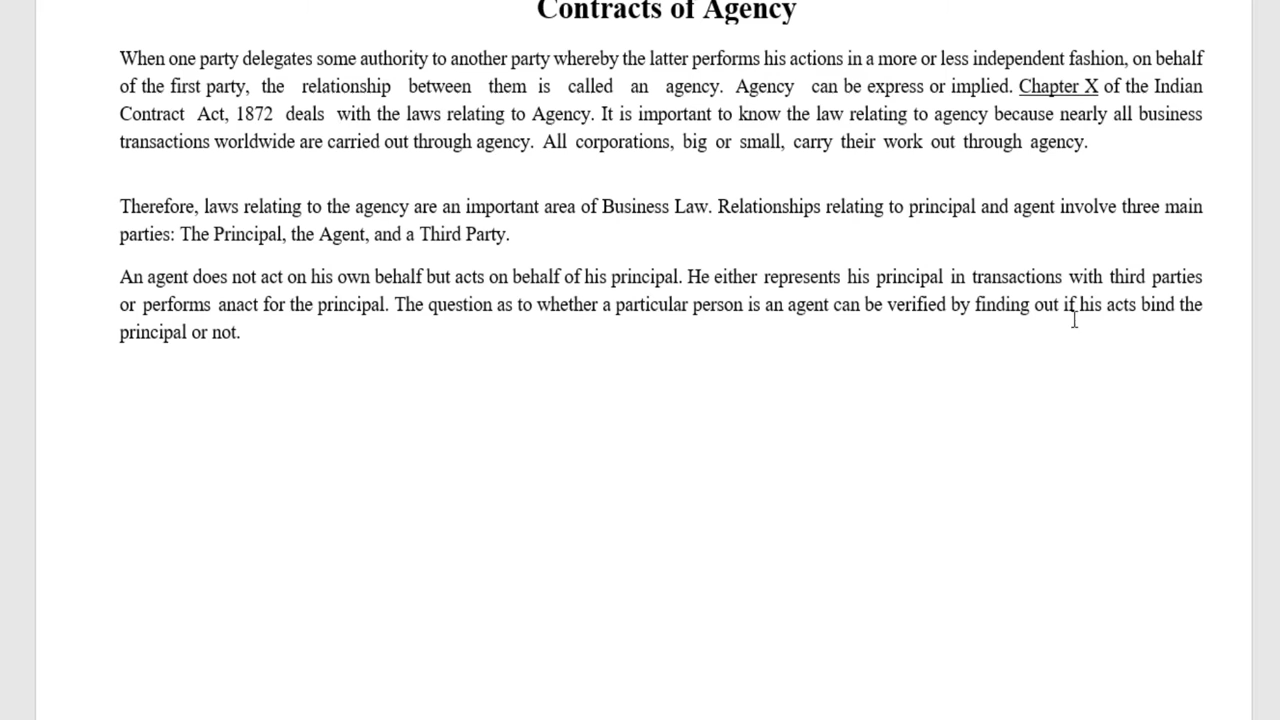 Contracts of Agency
When one party delegates some authority to another party whereby the latter performs his actions in a more or less independent fashion, on behalf
of the first party, the relationship between them is called an agency. Agency can be express or implied. Chapter X of the Indian
Contract Act, 1872 deals with the laws relating to Agency. It is important to know the law relating to agency because nearly all business
transactions worldwide are carried out through agency. All corporations, big or small, carry their work out through agency.
Therefore, laws relating to the agency are an important area of Business Law. Relationships relating to principal and agent involve three main
parties: The Principal, the Agent, and a Third Party.
An agent does not act on his own behalf but acts on behalf of his principal. He either represents his principal in transactions with third parties
or performs anact for the principal. The question as to whether a particular person is an agent can be verified by finding out if his acts bind the
principal or not.